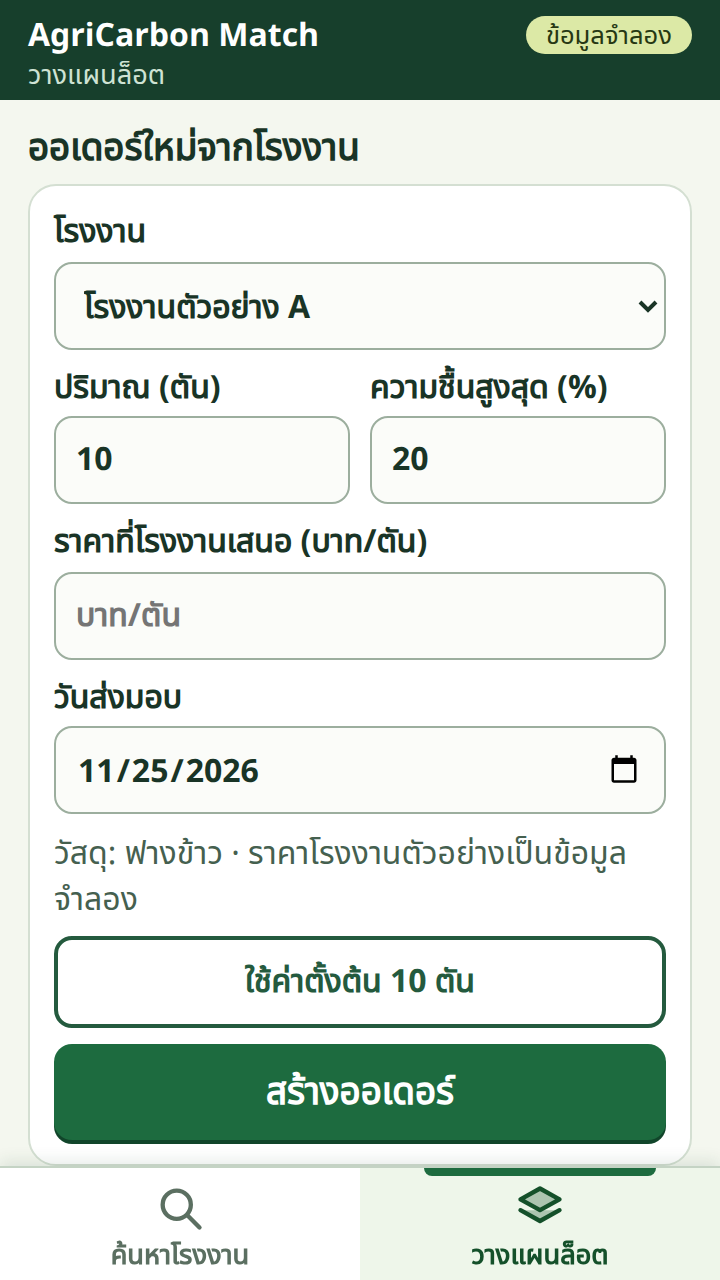 AgriCarbon Match
ข้อมูลจำลอง
วางแผนล็อต
ออเดอร์ใหม่จากโรงงาน
โรงงาน
โรงงานตัวอย่าง A
ปริมาณ (ตัน)
ความชื้นสูงสุด (%)
10
20
ราคาที่โรงงานเสนอ (บาท/ตัน)
บาท/ตัน
วันส่งมอบ
11/25/2026
วัสดุ: ฟางข้าว · ราคาโรงงานตัวอย่างเป็นข้อมูล
จำลอง
ใช้ค่าตั้งต้น 10 ตัน
สร้างออเดอร์
ค้นหาโรงงาน
วางแผนล็อต